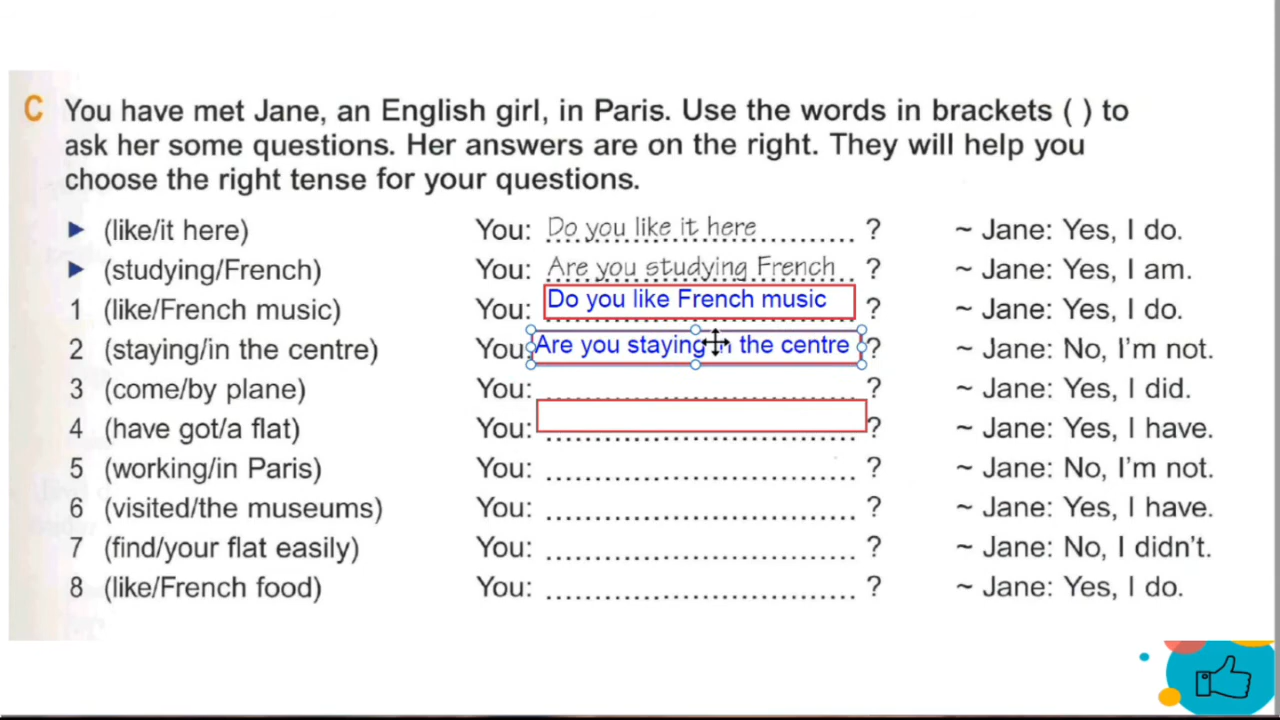 C You have met Jane, an English girl, in Paris. Use the words in brackets ( ) to
ask her some questions. Her answers are on the right. They will help you
choose the right tense for your questions.
► (like/it here) You: Do you like it here ? ~ Jane: Yes, I do.
► (studying/French) You: Are you studying French ? ~ Jane: Yes, I am.
1 (like/French music) You: Do you like French music ? ~ Jane: Yes, I do.
2 (staying/in the centre) You: Are you staying in the centre ? ~ Jane: No, I'm not.
3 (come/by plane) You: ? ~ Jane: Yes, I did.
4 (have got/a flat) You: ? ~ Jane: Yes, I have.
5 (working/in Paris) You: ? ~ Jane: No, I'm not.
6 (visited/the museums) You: ? ~ Jane: Yes, I have.
7 (find/your flat easily) You: ? ~ Jane: No, I didn't.
8 (like/French food) You: ? ~ Jane: Yes, I do.